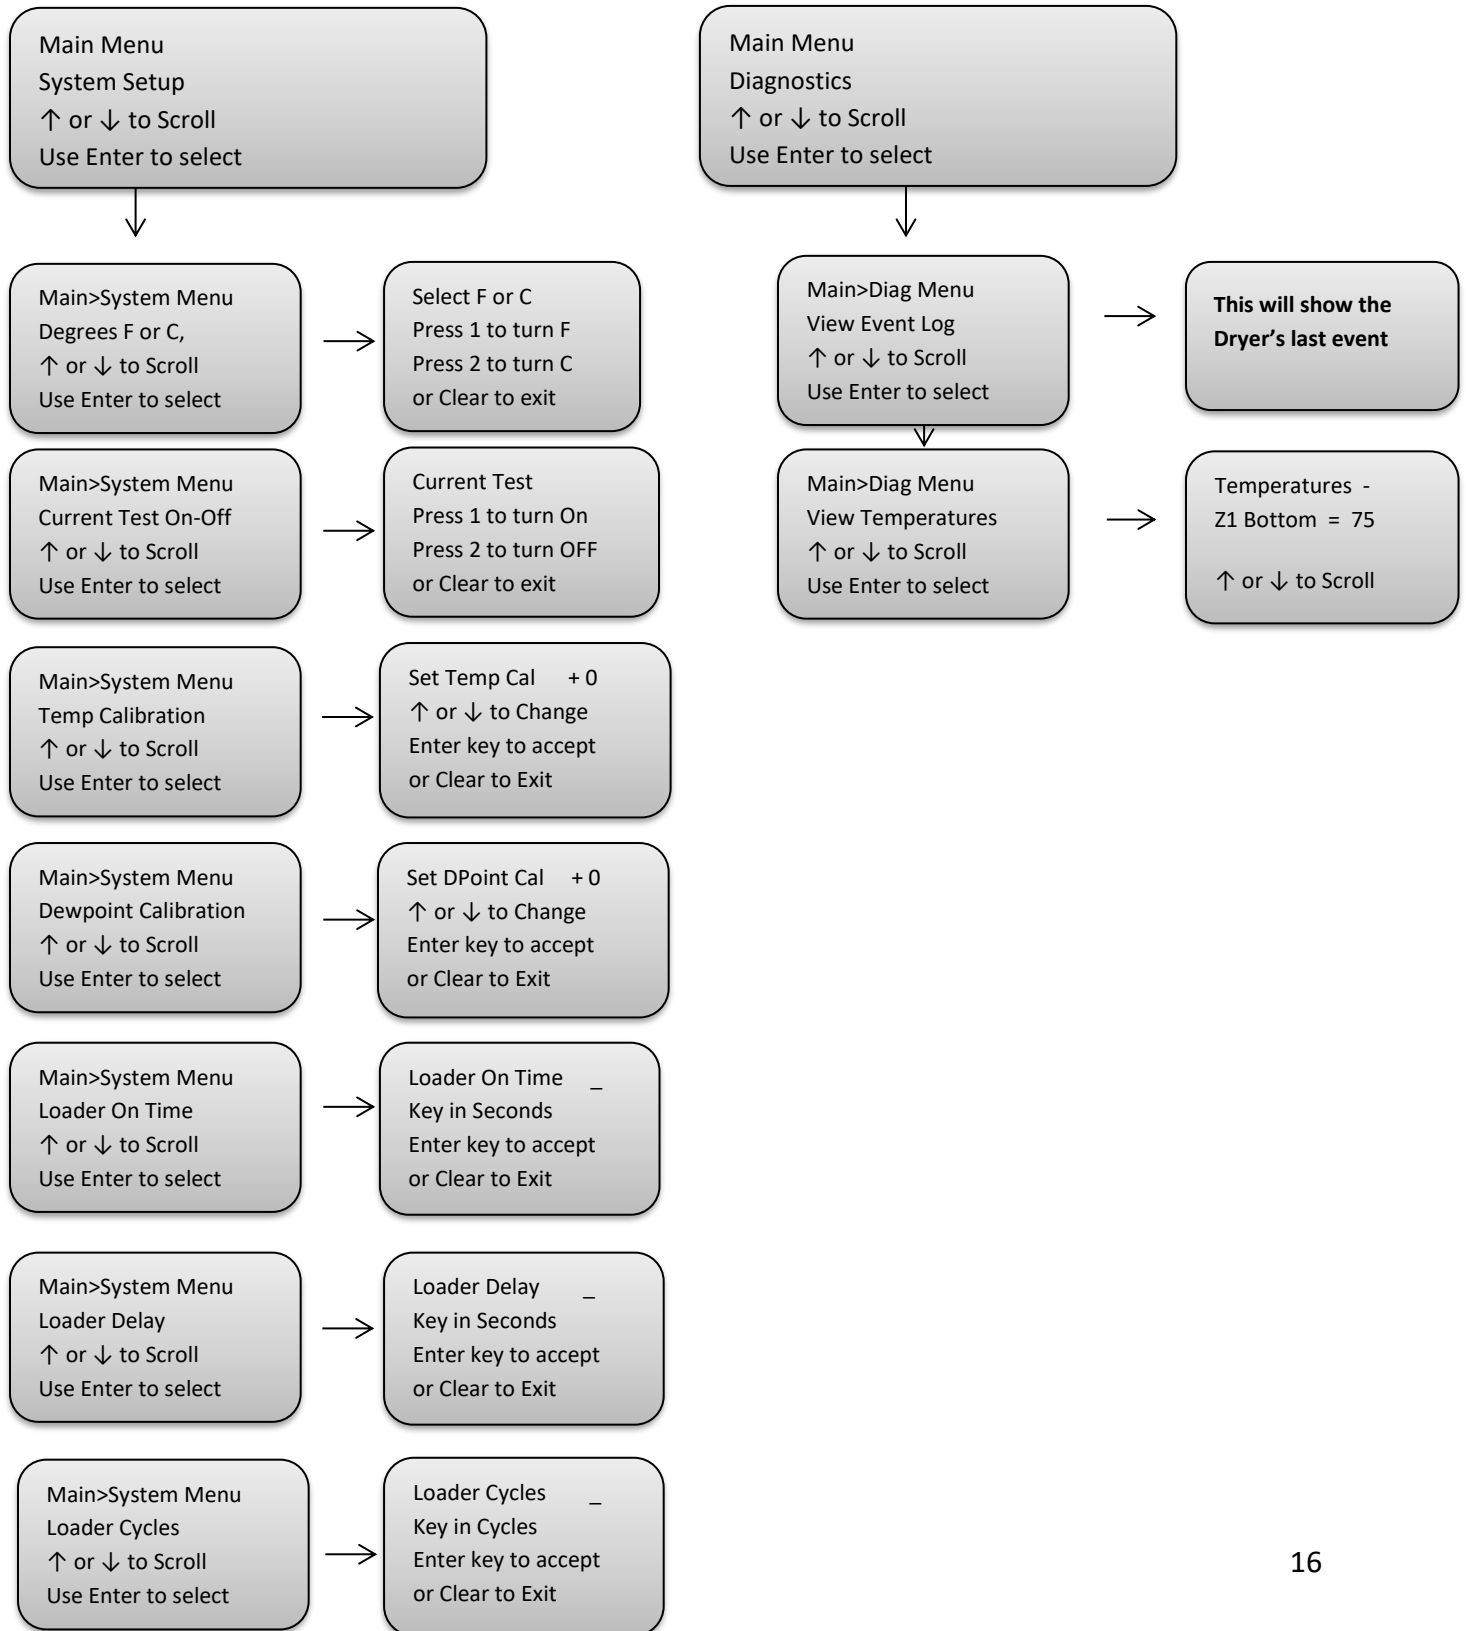 Main Menu
System Setup
↑ or ↓ to Scroll
Use Enter to select
Main Menu
Diagnostics
↑ or ↓ to Scroll
Use Enter to select
Main>System Menu
Degrees F or C,
↑ or ↓ to Scroll
Use Enter to select
Select F or C
Press 1 to turn F
Press 2 to turn C
or Clear to exit
Main>Diag Menu
View Event Log
↑ or ↓ to Scroll
Use Enter to select
This will show the
Dryer's last event
Main>System Menu
Current Test On-Off
↑ or ↓ to Scroll
Use Enter to select
Current Test
Press 1 to turn On
Press 2 to turn OFF
or Clear to exit
Main>Diag Menu
View Temperatures
↑ or ↓ to Scroll
Use Enter to select
Temperatures -
Z1 Bottom = 75
↑ or ↓ to Scroll
Main>System Menu
Temp Calibration
↑ or ↓ to Scroll
Use Enter to select
Set Temp Cal + 0
↑ or ↓ to Change
Enter key to accept
or Clear to Exit
Main>System Menu
Dewpoint Calibration
↑ or ↓ to Scroll
Use Enter to select
Set DPoint Cal + 0
↑ or ↓ to Change
Enter key to accept
or Clear to Exit
Main>System Menu
Loader On Time
↑ or ↓ to Scroll
Use Enter to select
Loader On Time _
Key in Seconds
Enter key to accept
or Clear to Exit
Main>System Menu
Loader Delay
↑ or ↓ to Scroll
Use Enter to select
Loader Delay _
Key in Seconds
Enter key to accept
or Clear to Exit
Main>System Menu
Loader Cycles
↑ or ↓ to Scroll
Use Enter to select
Loader Cycles _
Key in Cycles
Enter key to accept
or Clear to Exit
16